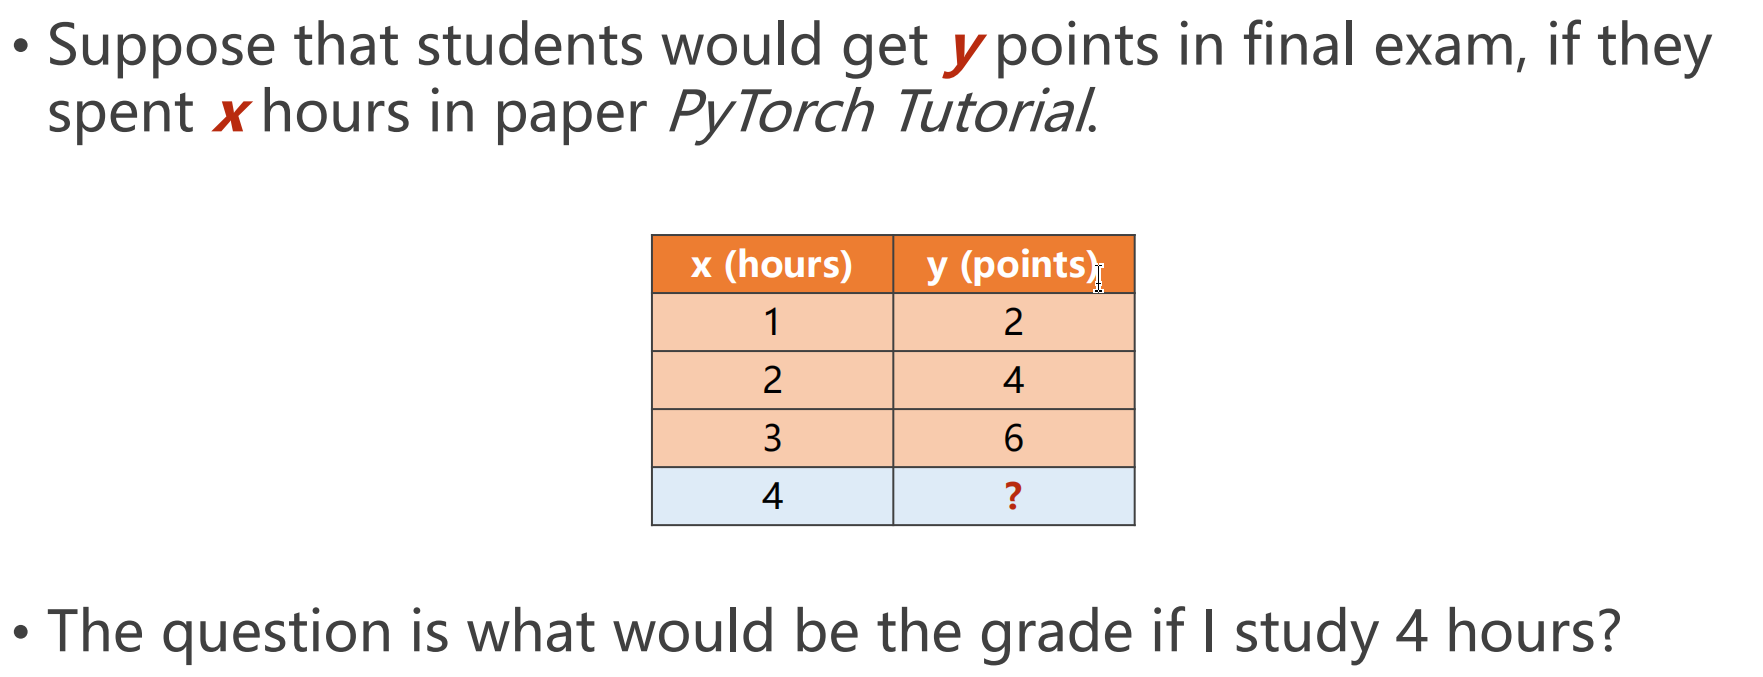 • Suppose that students would get y points in final exam, if they
spent x hours in paper PyTorch Tutorial.
x (hours) y (points)
1 2
2 4
3 6
4 ?
• The question is what would be the grade if I study 4 hours?